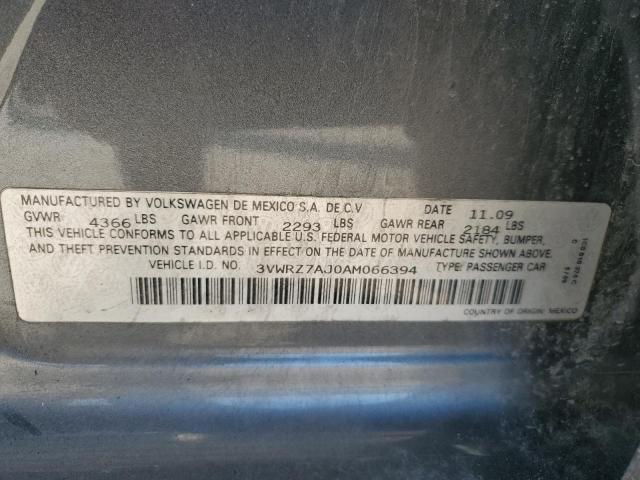 MANUFACTURED BY VOLKSWAGEN DE MEXICO S.A. DE C.V DATE 11.09
GVWR 4366 LBS GAWR FRONT 2293 LBS GAWR REAR 2184 LBS
THIS VEHICLE CONFORMS TO ALL APPLICABLE U.S. FEDERAL MOTOR VEHICLE SAFETY, BUMPER,
AND THEFT PREVENTION STANDARDS IN EFFECT ON THE DATE OF MANUFACTURE SHOWN ABOVE.
VEHICLE I.D. NO. 3VWRZ7AJ0AM066394 TYPE: PASSENGER CAR
COUNTRY OF ORIGIN: MEXICO